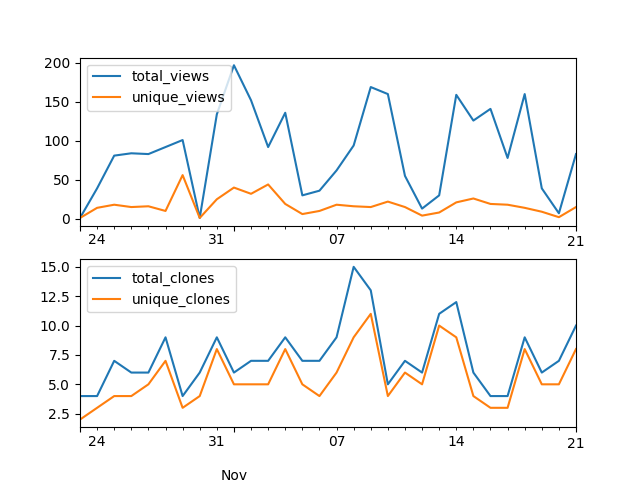 200
150
100
50
0
total_views
unique_views
24 31 07 14 21
15.0
12.5
10.0
7.5
5.0
2.5
total_clones
unique_clones
24 31 07 14 21
Nov